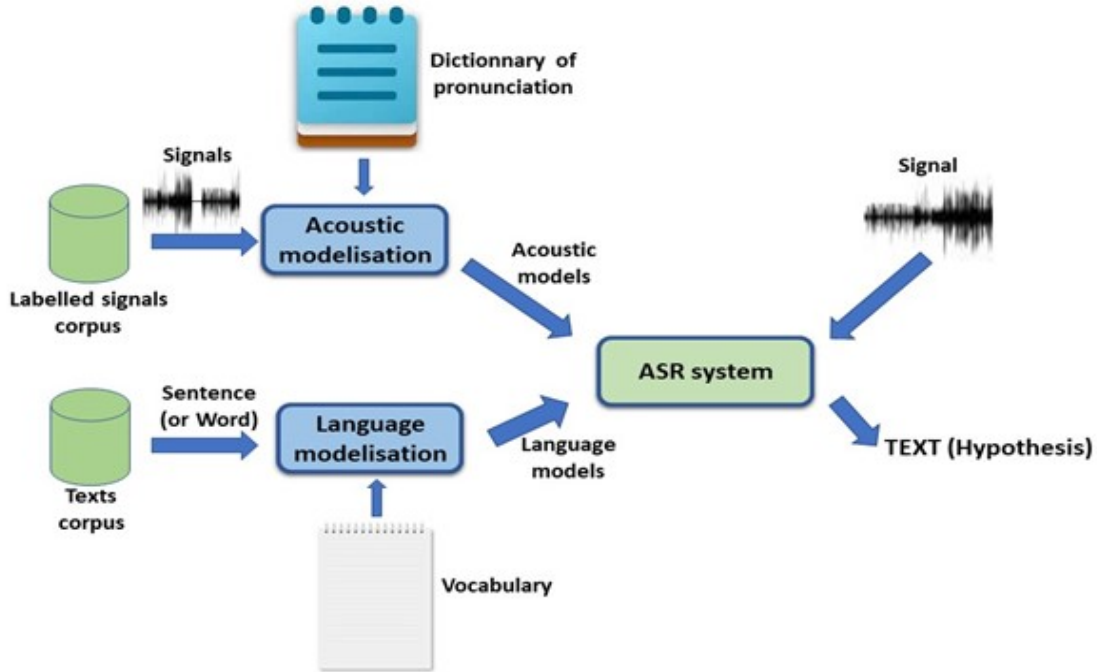 Dictionnary of
pronunciation
Signals
Signal
Acoustic
modelisation
Acoustic
models
Labelled signals
corpus
ASR system
Sentence
(or Word)
Language
modelisation
Language
models
TEXT (Hypothesis)
Texts
corpus
Vocabulary